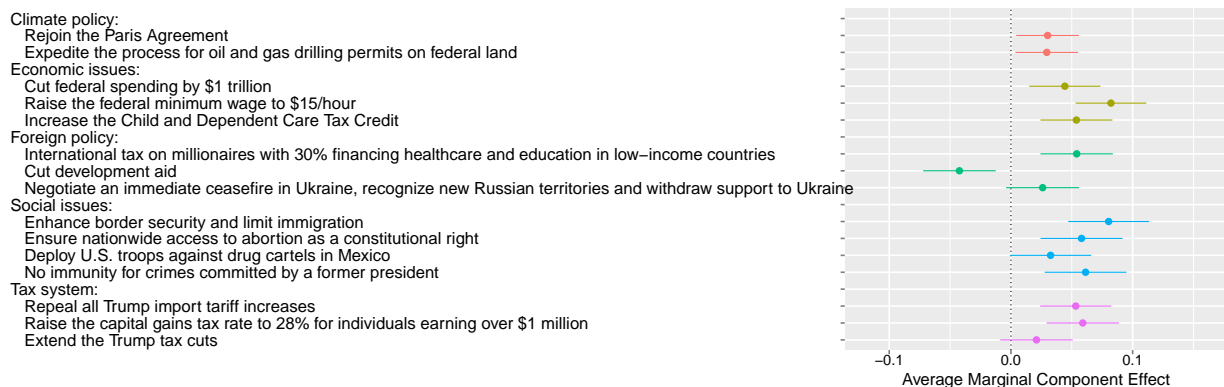 Climate policy:
Rejoin the Paris Agreement
Expedite the process for oil and gas drilling permits on federal land
Economic issues:
Cut federal spending by $1 trillion
Raise the federal minimum wage to $15/hour
Increase the Child and Dependent Care Tax Credit
Foreign policy:
International tax on millionaires with 30% financing healthcare and education in low−income countries
Cut development aid
Negotiate an immediate ceasefire in Ukraine, recognize new Russian territories and withdraw support to Ukraine
Social issues:
Enhance border security and limit immigration
Ensure nationwide access to abortion as a constitutional right
Deploy U.S. troops against drug cartels in Mexico
No immunity for crimes committed by a former president
Tax system:
Repeal all Trump import tariff increases
Raise the capital gains tax rate to 28% for individuals earning over $1 million
Extend the Trump tax cuts
−0.1 0.0 0.1
Average Marginal Component Effect